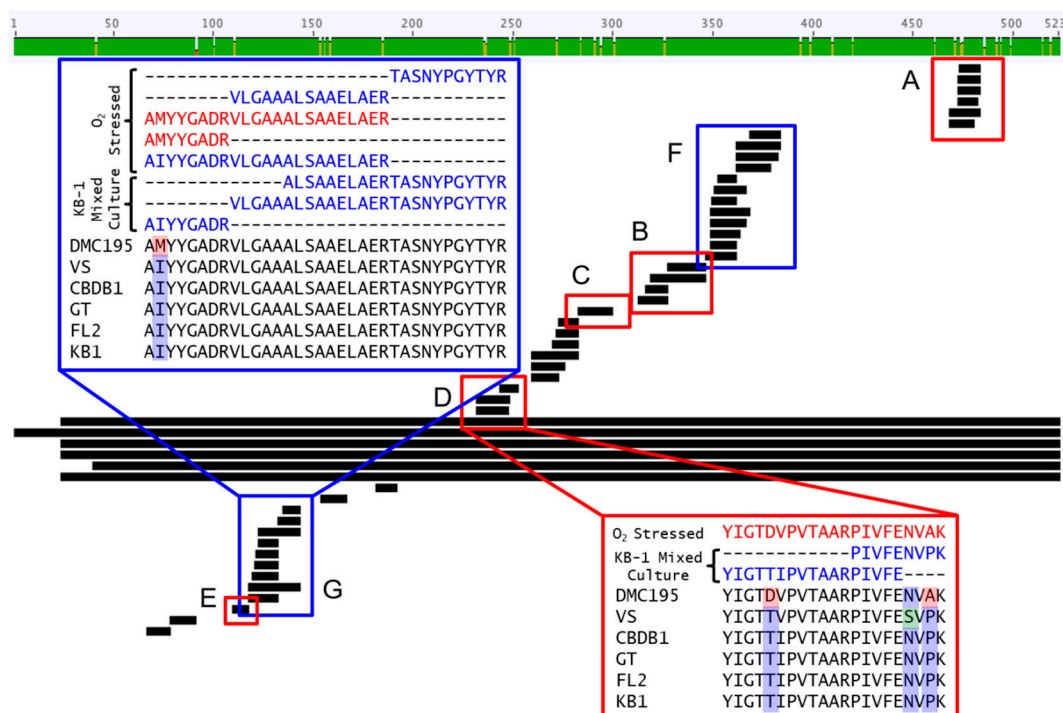 1 50 100 150 200 250 300 350 400 450 500 523
A
O2 Stressed
--------------------TASNYPGYTYR
-------VLGAAALSAAELAER----------
AMYYGADRVLGAAALSAAELAER----------
AMYYGADR-----------------------
AIYYGADRVLGAAALSAAELAER----------
KB-1 Mixed Culture
------------ALSAAELAERTASNYPGYTYR
-------VLGAAALSAAELAERTASNYPGYTYR
AIYYGADR-----------------------
DMC195 AMYYGADRVLGAAALSAAELAERTASNYPGYTYR
VS AIYYGADRVLGAAALSAAELAERTASNYPGYTYR
CBDB1 AIYYGADRVLGAAALSAAELAERTASNYPGYTYR
GT AIYYGADRVLGAAALSAAELAERTASNYPGYTYR
FL2 AIYYGADRVLGAAALSAAELAERTASNYPGYTYR
KB1 AIYYGADRVLGAAALSAAELAERTASNYPGYTYR
F
B
C
D
E
G
O2 Stressed YIGTDVPVTAARPIVFENVAK
KB-1 Mixed Culture
------------PIVFENVPK
YIGTTIPVTAARPIVFE----
DMC195 YIGTDVPVTAARPIVFENVAK
VS YIGTTVPVTAARPIVFESVPK
CBDB1 YIGTTIPVTAARPIVFENVPK
GT YIGTTIPVTAARPIVFENVPK
FL2 YIGTTIPVTAARPIVFENVPK
KB1 YIGTTIPVTAARPIVFENVPK